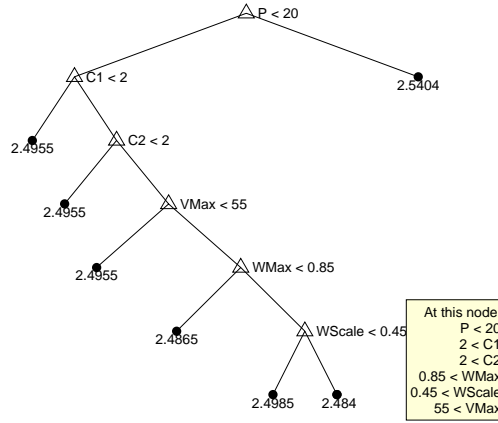 P < 20
C1 < 2
2.5404
2.4955
C2 < 2
2.4955
VMax < 55
2.4955
WMax < 0.85
2.4865
WScale < 0.45
2.4985
2.484
At this node:
P < 20
2 < C1
2 < C2
0.85 < WMax
0.45 < WScale
55 < VMax